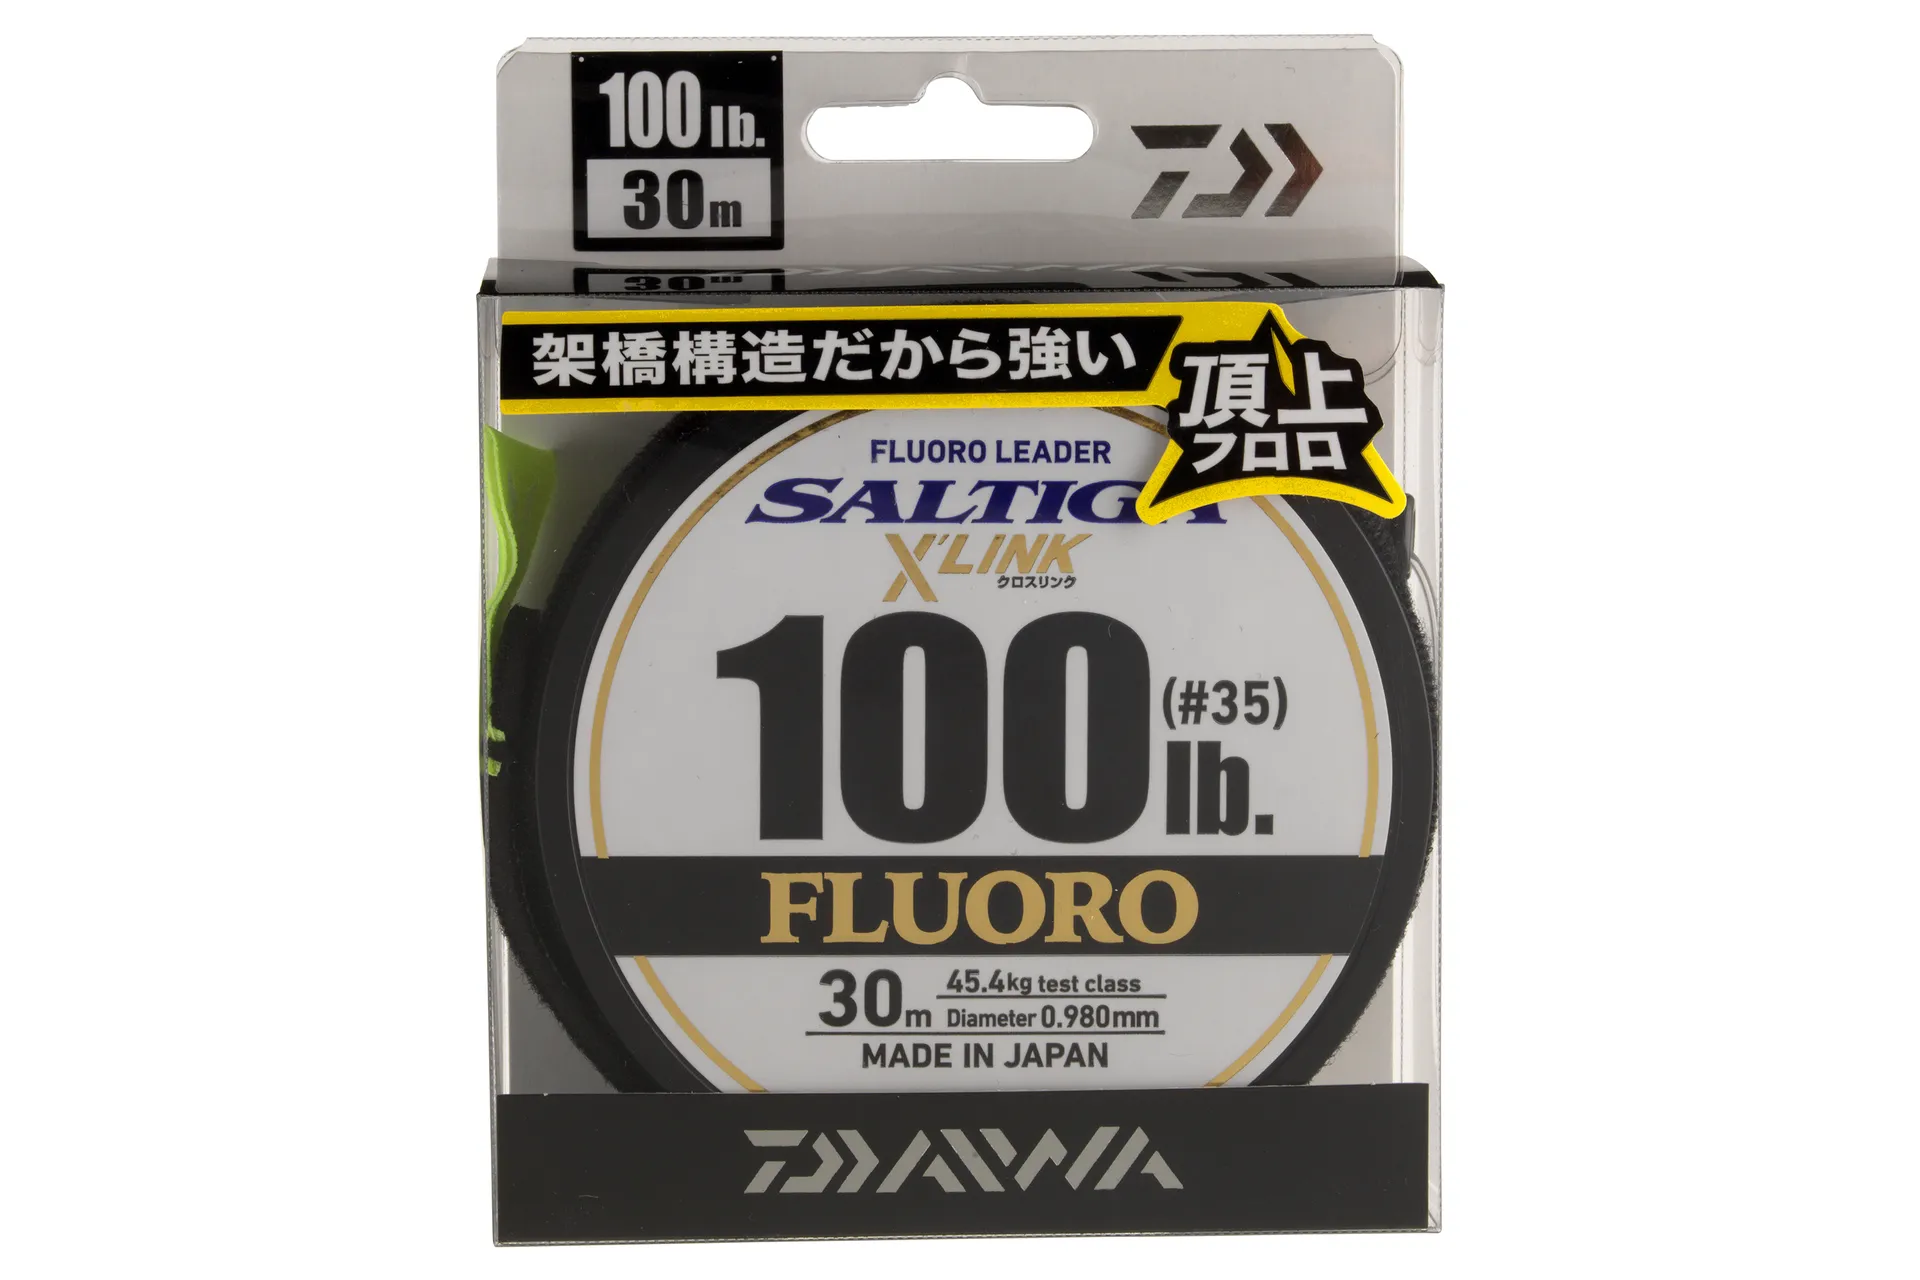 100 lb.
30m
架橋構造だから強い
頂上
フロロ
FLUORO LEADER
SALTIGA
X'LINK
クロスリンク
100 lb.
(#35)
FLUORO
30m
45.4kg test class
Diameter 0.980mm
MADE IN JAPAN
DAIWA